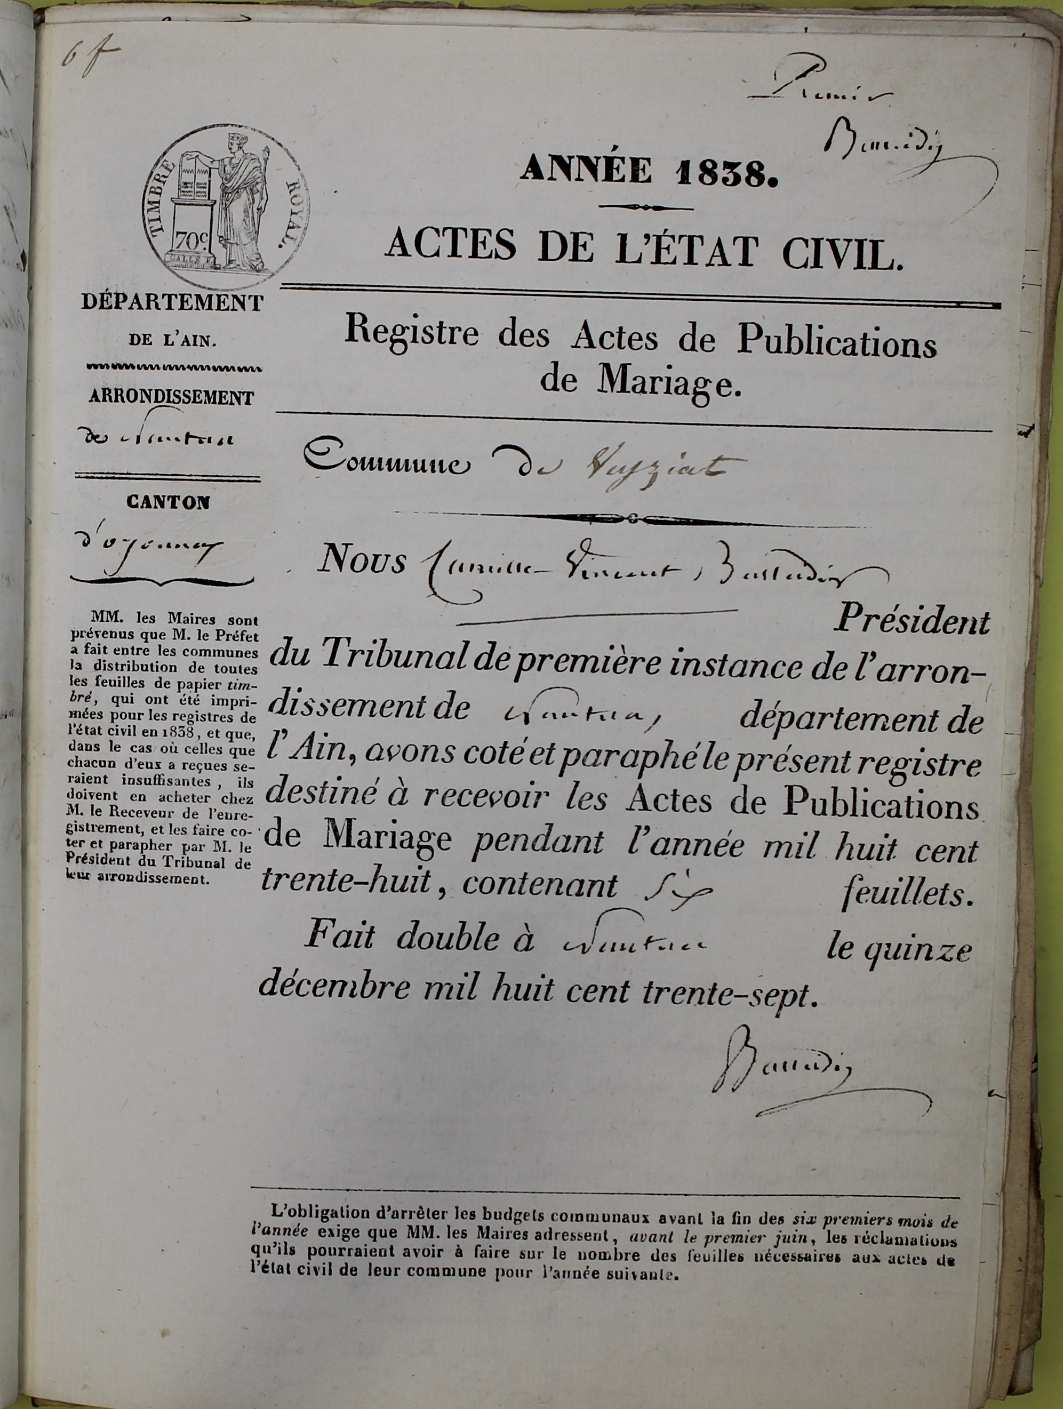 6 f
Premier
TIMBRE ROYAL.
70c
ANNÉE 1838.
ACTES DE L'ÉTAT CIVIL.
DÉPARTEMENT
DE L'AIN.
ARRONDISSEMENT
de Nantua
CANTON
d'oyonnax
MM. les Maires sont
prévenus que M. le Préfet
a fait entre les communes
la distribution de toutes
les feuilles de papier tim-
bré, qui ont été impri-
mées pour les registres de
l'état civil en 1838, et que,
dans le cas où celles que
chacun d'eux a reçues se-
raient insuffisantes, ils
doivent en acheter chez
M. le Receveur de l'enre-
gistrement, et les faire co-
ter et parapher par M. le
Président du Tribunal de
leur arrondissement.
Registre des Actes de Publications
de Mariage.
Commune de Veyziat
Nous Camille Vincent
Président
du Tribunal de première instance de l'arron-
dissement de Nantua, département de
l'Ain, avons coté et paraphé le présent registre
destiné à recevoir les Actes de Publications
de Mariage pendant l'année mil huit cent
trente-huit, contenant six feuillets.
Fait double à Nantua le quinze
décembre mil huit cent trente-sept.
L'obligation d'arrêter les budgets communaux avant la fin des six premiers mois de
l'année exige que MM. les Maires adressent, avant le premier juin, les réclamations
qu'ils pourraient avoir à faire sur le nombre des feuilles nécessaires aux actes de
l'état civil de leur commune pour l'année suivante.